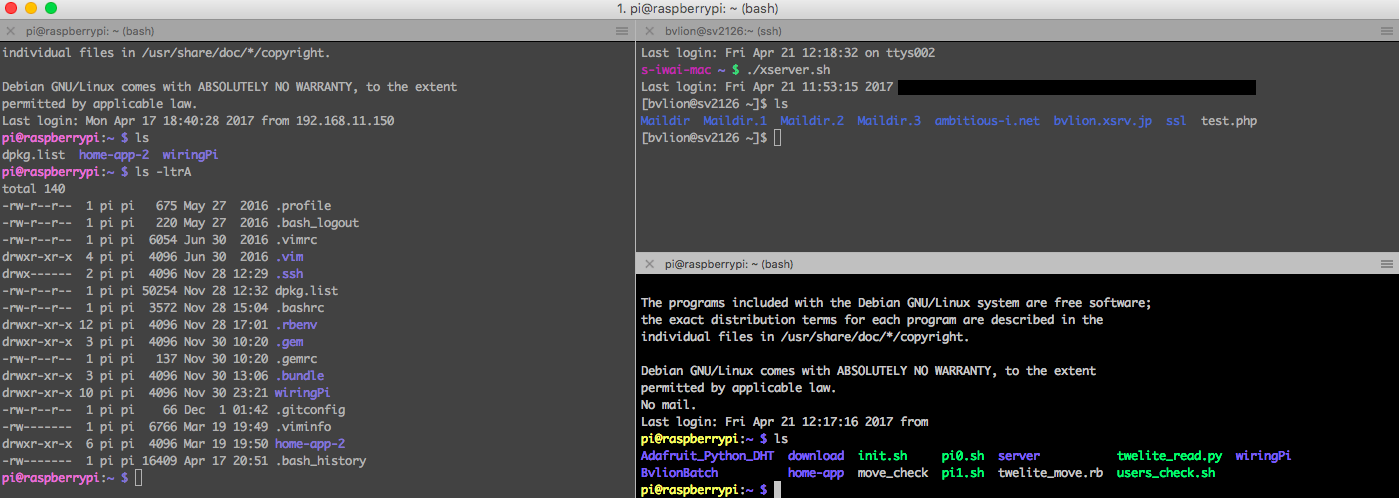 1. pi@raspberrypi: ~ (bash)
pi@raspberrypi: ~ (bash)
individual files in /usr/share/doc/*/copyright.
Debian GNU/Linux comes with ABSOLUTELY NO WARRANTY, to the extent
permitted by applicable law.
Last login: Mon Apr 17 18:40:28 2017 from 192.168.11.150
pi@raspberrypi:~ $ ls
dpkg.list  home-app-2  wiringPi
pi@raspberrypi:~ $ ls -ltrA
total 140
-rw-r--r--  1 pi pi   675 May 27  2016 .profile
-rw-r--r--  1 pi pi   220 May 27  2016 .bash_logout
-rw-r--r--  1 pi pi  6054 Jun 30  2016 .vimrc
drwxr-xr-x  4 pi pi  4096 Jun 30  2016 .vim
drwx------  2 pi pi  4096 Nov 28 12:29 .ssh
-rw-r--r--  1 pi pi 50254 Nov 28 12:32 dpkg.list
-rw-r--r--  1 pi pi  3572 Nov 28 15:04 .bashrc
drwxr-xr-x 12 pi pi  4096 Nov 28 17:01 .rbenv
drwxr-xr-x  3 pi pi  4096 Nov 30 10:20 .gem
-rw-r--r--  1 pi pi   137 Nov 30 10:20 .gemrc
drwxr-xr-x  3 pi pi  4096 Nov 30 13:06 .bundle
drwxr-xr-x 10 pi pi  4096 Nov 30 23:21 wiringPi
-rw-r--r--  1 pi pi    66 Dec  1 01:42 .gitconfig
-rw-------  1 pi pi  6766 Mar 19 19:49 .viminfo
drwxr-xr-x  6 pi pi  4096 Mar 19 19:50 home-app-2
-rw-------  1 pi pi 16409 Apr 17 20:51 .bash_history
pi@raspberrypi:~ $
bvlion@sv2126:~ (ssh)
Last login: Fri Apr 21 12:18:32 on ttys002
s-iwai-mac ~ $ ./xserver.sh
Last login: Fri Apr 21 11:53:15 2017
[bvlion@sv2126 ~]$ ls
Maildir  Maildir.1  Maildir.2  Maildir.3  ambitious-i.net  bvlion.xsrv.jp  ssl  test.php
[bvlion@sv2126 ~]$
pi@raspberrypi: ~ (bash)
The programs included with the Debian GNU/Linux system are free software;
the exact distribution terms for each program are described in the
individual files in /usr/share/doc/*/copyright.
Debian GNU/Linux comes with ABSOLUTELY NO WARRANTY, to the extent
permitted by applicable law.
No mail.
Last login: Fri Apr 21 12:17:16 2017 from
pi@raspberrypi:~ $ ls
Adafruit_Python_DHT  download  init.sh     pi0.sh  server          twelite_read.py  wiringPi
BvlionBatch          home-app  move_check  pi1.sh  twelite_move.rb  users_check.sh
pi@raspberrypi:~ $